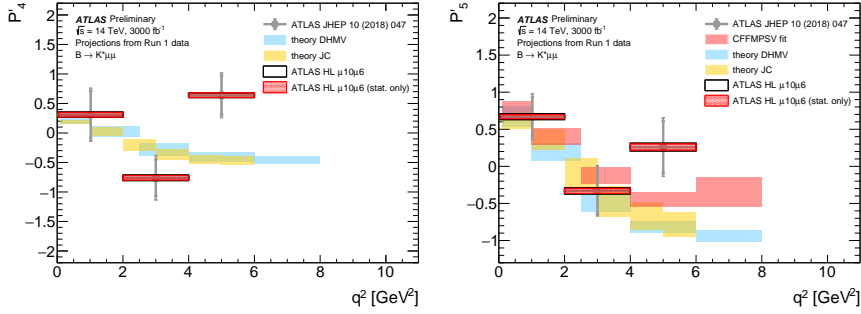 P'4
ATLAS Preliminary
√s = 14 TeV, 3000 fb⁻¹
Projections from Run 1 data
B → K*μμ
ATLAS JHEP 10 (2018) 047
theory DHMV
theory JC
ATLAS HL μ10μ6
ATLAS HL μ10μ6 (stat. only)
2
1.5
1
0.5
0
−0.5
−1
−1.5
−2
0 2 4 6 8 10
q² [GeV²]
P'5
ATLAS Preliminary
√s = 14 TeV, 3000 fb⁻¹
Projections from Run 1 data
B → K*μμ
ATLAS JHEP 10 (2018) 047
CFFMPSV fit
theory DHMV
theory JC
ATLAS HL μ10μ6
ATLAS HL μ10μ6 (stat. only)
2
1.5
1
0.5
0
−0.5
−1
0 2 4 6 8 10
q² [GeV²]